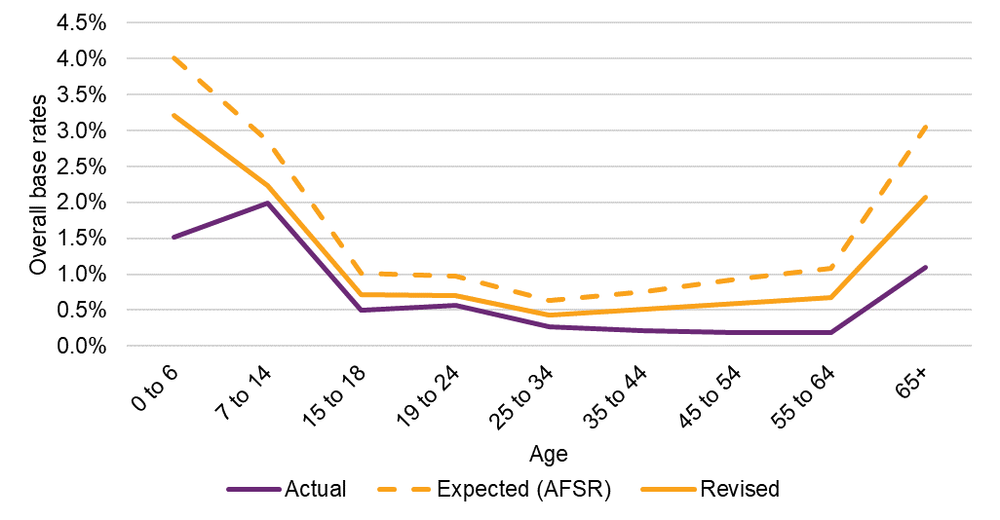 4.5%
4.0%
3.5%
3.0%
2.5%
2.0%
1.5%
1.0%
0.5%
0.0%
Overall base rates
0 to 6
7 to 14
15 to 18
19 to 24
25 to 34
35 to 44
45 to 54
55 to 64
65+
Age
Actual
Expected (AFSR)
Revised